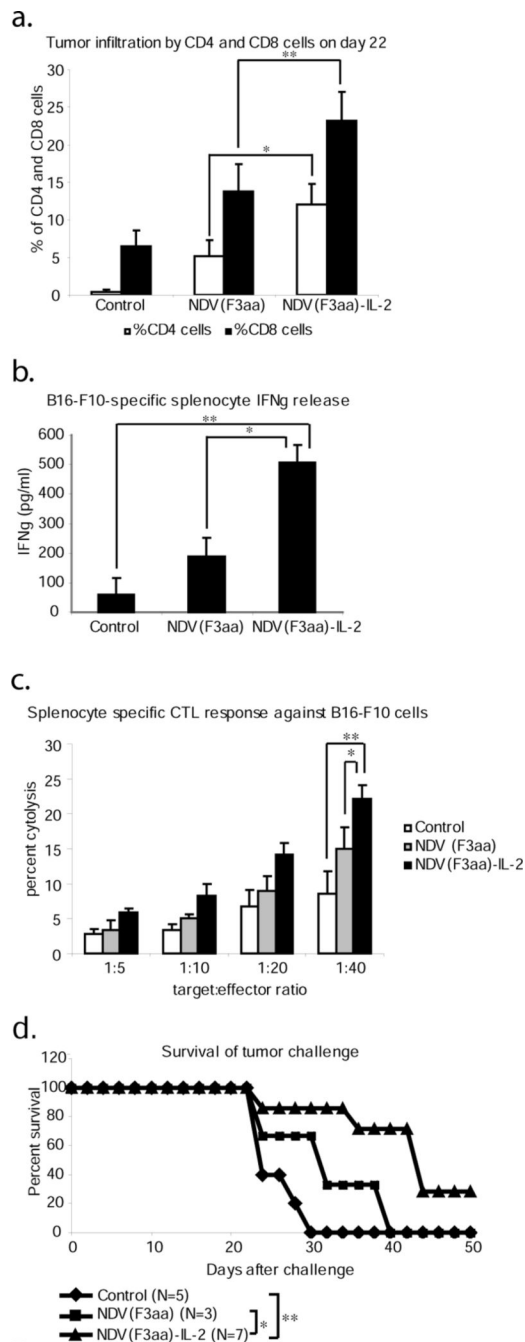 a.
Tumor infiltration by CD4 and CD8 cells on day 22
% of CD4 and CD8 cells
30
25
20
15
10
5
0
**
*
Control NDV(F3aa) NDV(F3aa)-IL-2
%CD4 cells %CD8 cells
b.
B16-F10-specific splenocyte IFNg release
IFNg (pg/ml)
600
500
400
300
200
100
0
**
*
Control NDV(F3aa) NDV(F3aa)-IL-2
c.
Splenocyte specific CTL response against B16-F10 cells
percent cytolysis
30
25
20
15
10
5
0
**
*
Control
NDV (F3aa)
NDV(F3aa)-IL-2
1:5 1:10 1:20 1:40
target:effector ratio
d.
Survival of tumor challenge
Percent survival
120
100
80
60
40
20
0
0 10 20 30 40 50
Days after challenge
Control (N=5)
NDV(F3aa) (N=3)
NDV(F3aa)-IL-2 (N=7)
* **